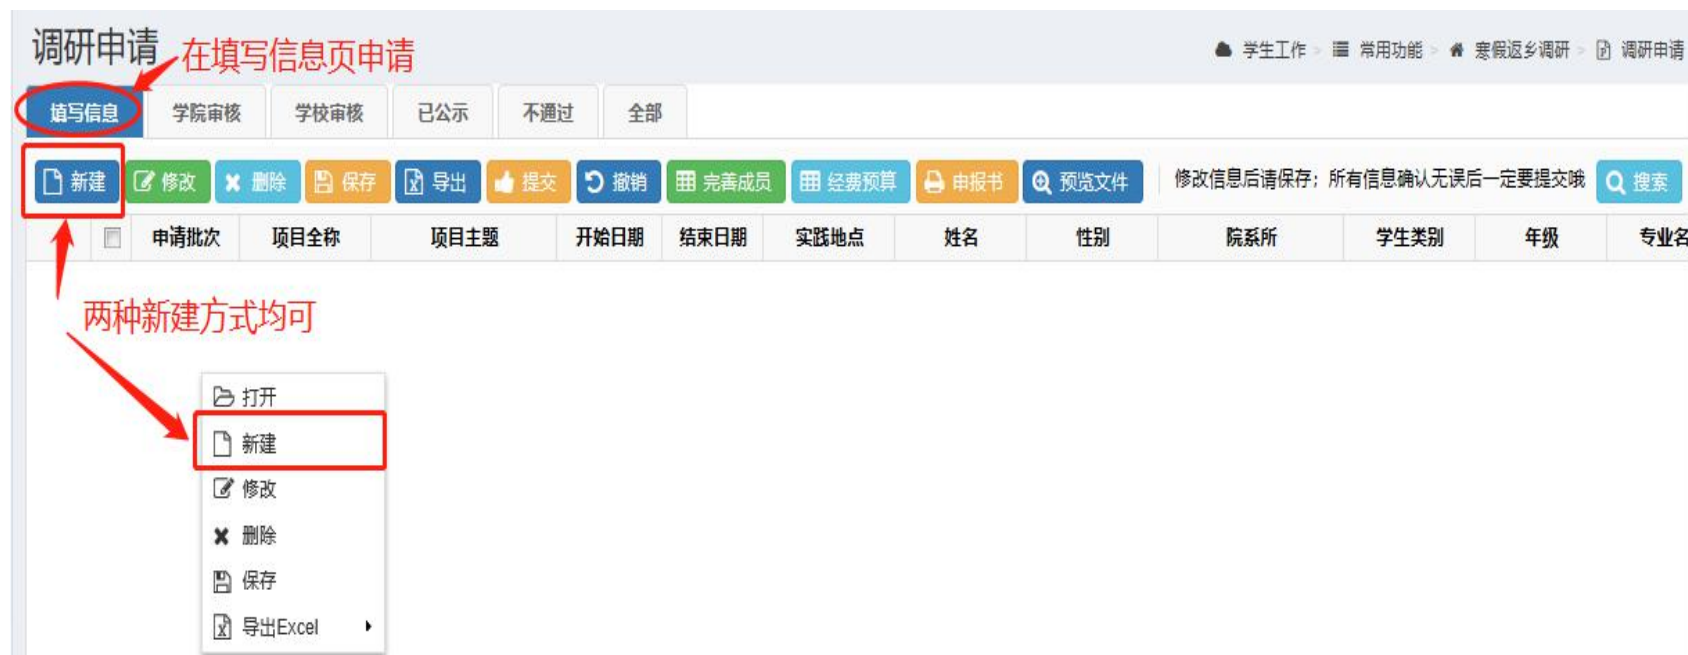 调研申请
在填写信息页申请
学生工作 > 常用功能 > 寒假返乡调研 > 调研申请
填写信息 学院审核 学校审核 已公示 不通过 全部
新建 修改 删除 保存 导出 提交 撤销 完善成员 经费预算 申报书 预览文件 修改信息后请保存；所有信息确认无误后一定要提交哦 搜索
申请批次 项目全称 项目主题 开始日期 结束日期 实践地点 姓名 性别 院系所 学生类别 年级 专业名
两种新建方式均可
打开
新建
修改
删除
保存
导出Excel